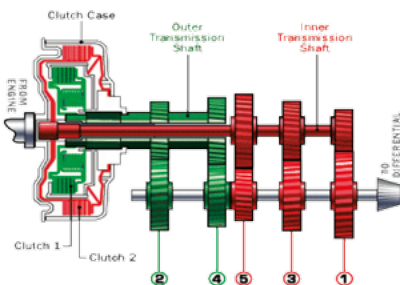 Clutch Case
Outer
Transmission
Shaft
Inner
Transmission
Shaft
FROM
ENGINE
TO
DIFFERENTIAL
Clutch 1
Clutch 2
2
4
5
3
1